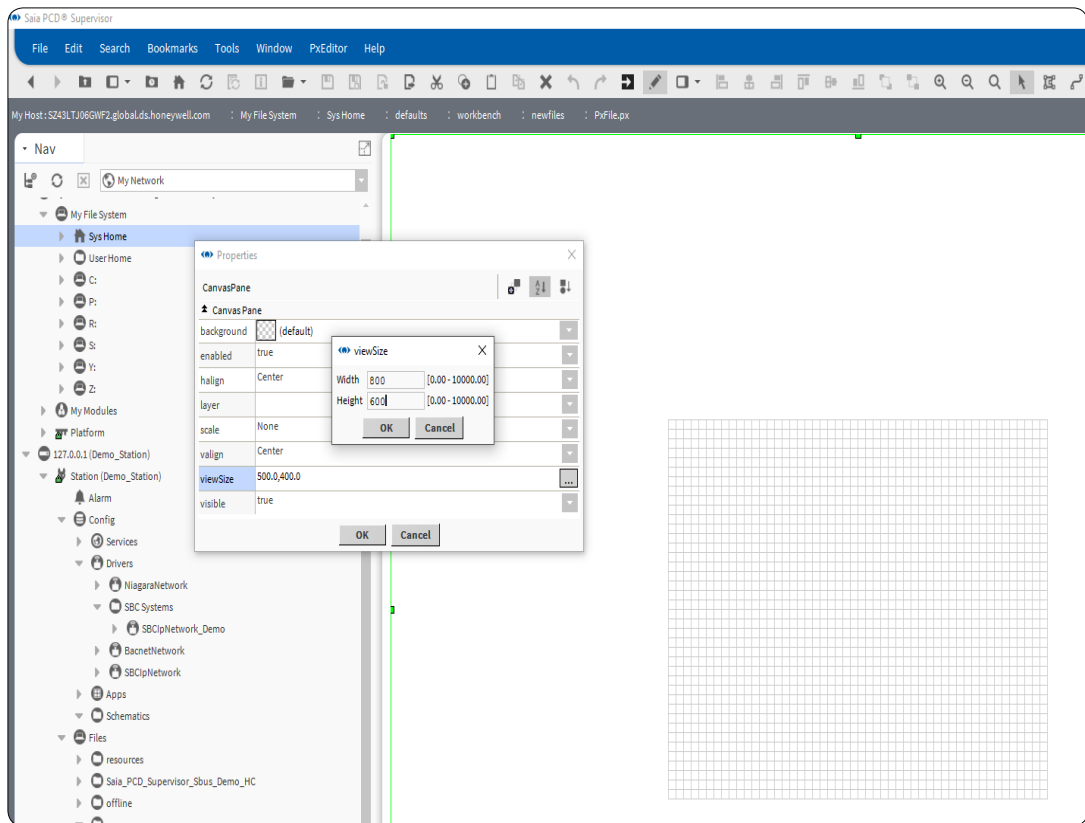 Saia PCD® Supervisor
File Edit Search Bookmarks Tools Window PxEditor Help
My Host : SZ43LTJ06GWF2.global.ds.honeywell.com : My File System : Sys Home : defaults : workbench : newfiles : PxFile.px
Nav
My Network
My File System
Sys Home
User Home
C:
P:
R:
S:
Y:
Z:
My Modules
Platform
127.0.0.1 (Demo_Station)
Station (Demo_Station)
Alarm
Config
Services
Drivers
NiagaraNetwork
SBC Systems
SBCIpNetwork_Demo
BacnetNetwork
SBCIpNetwork
Apps
Schematics
Files
resources
Saia_PCD_Supervisor_Sbus_Demo_HC
offline
Properties
CanvasPane
Canvas Pane
background (default)
enabled true
halign Center
layer
scale None
valign Center
viewSize 500.0,400.0 ...
visible true
OK Cancel
viewSize X
Width 800 [0.00 - 10000.00]
Height 600 [0.00 - 10000.00]
OK Cancel